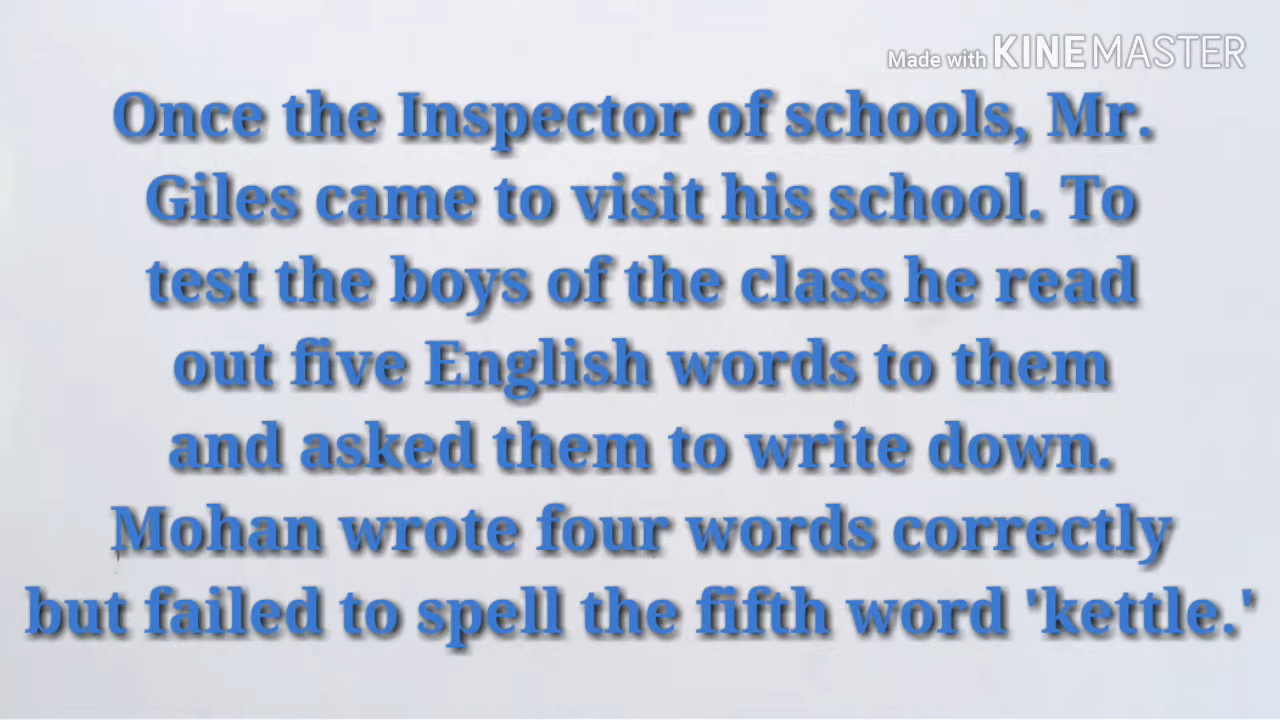 Made with KINEMASTER
Once the Inspector of schools, Mr.
Giles came to visit his school. To
test the boys of the class he read
out five English words to them
and asked them to write down.
Mohan wrote four words correctly
but failed to spell the fifth word 'kettle.'